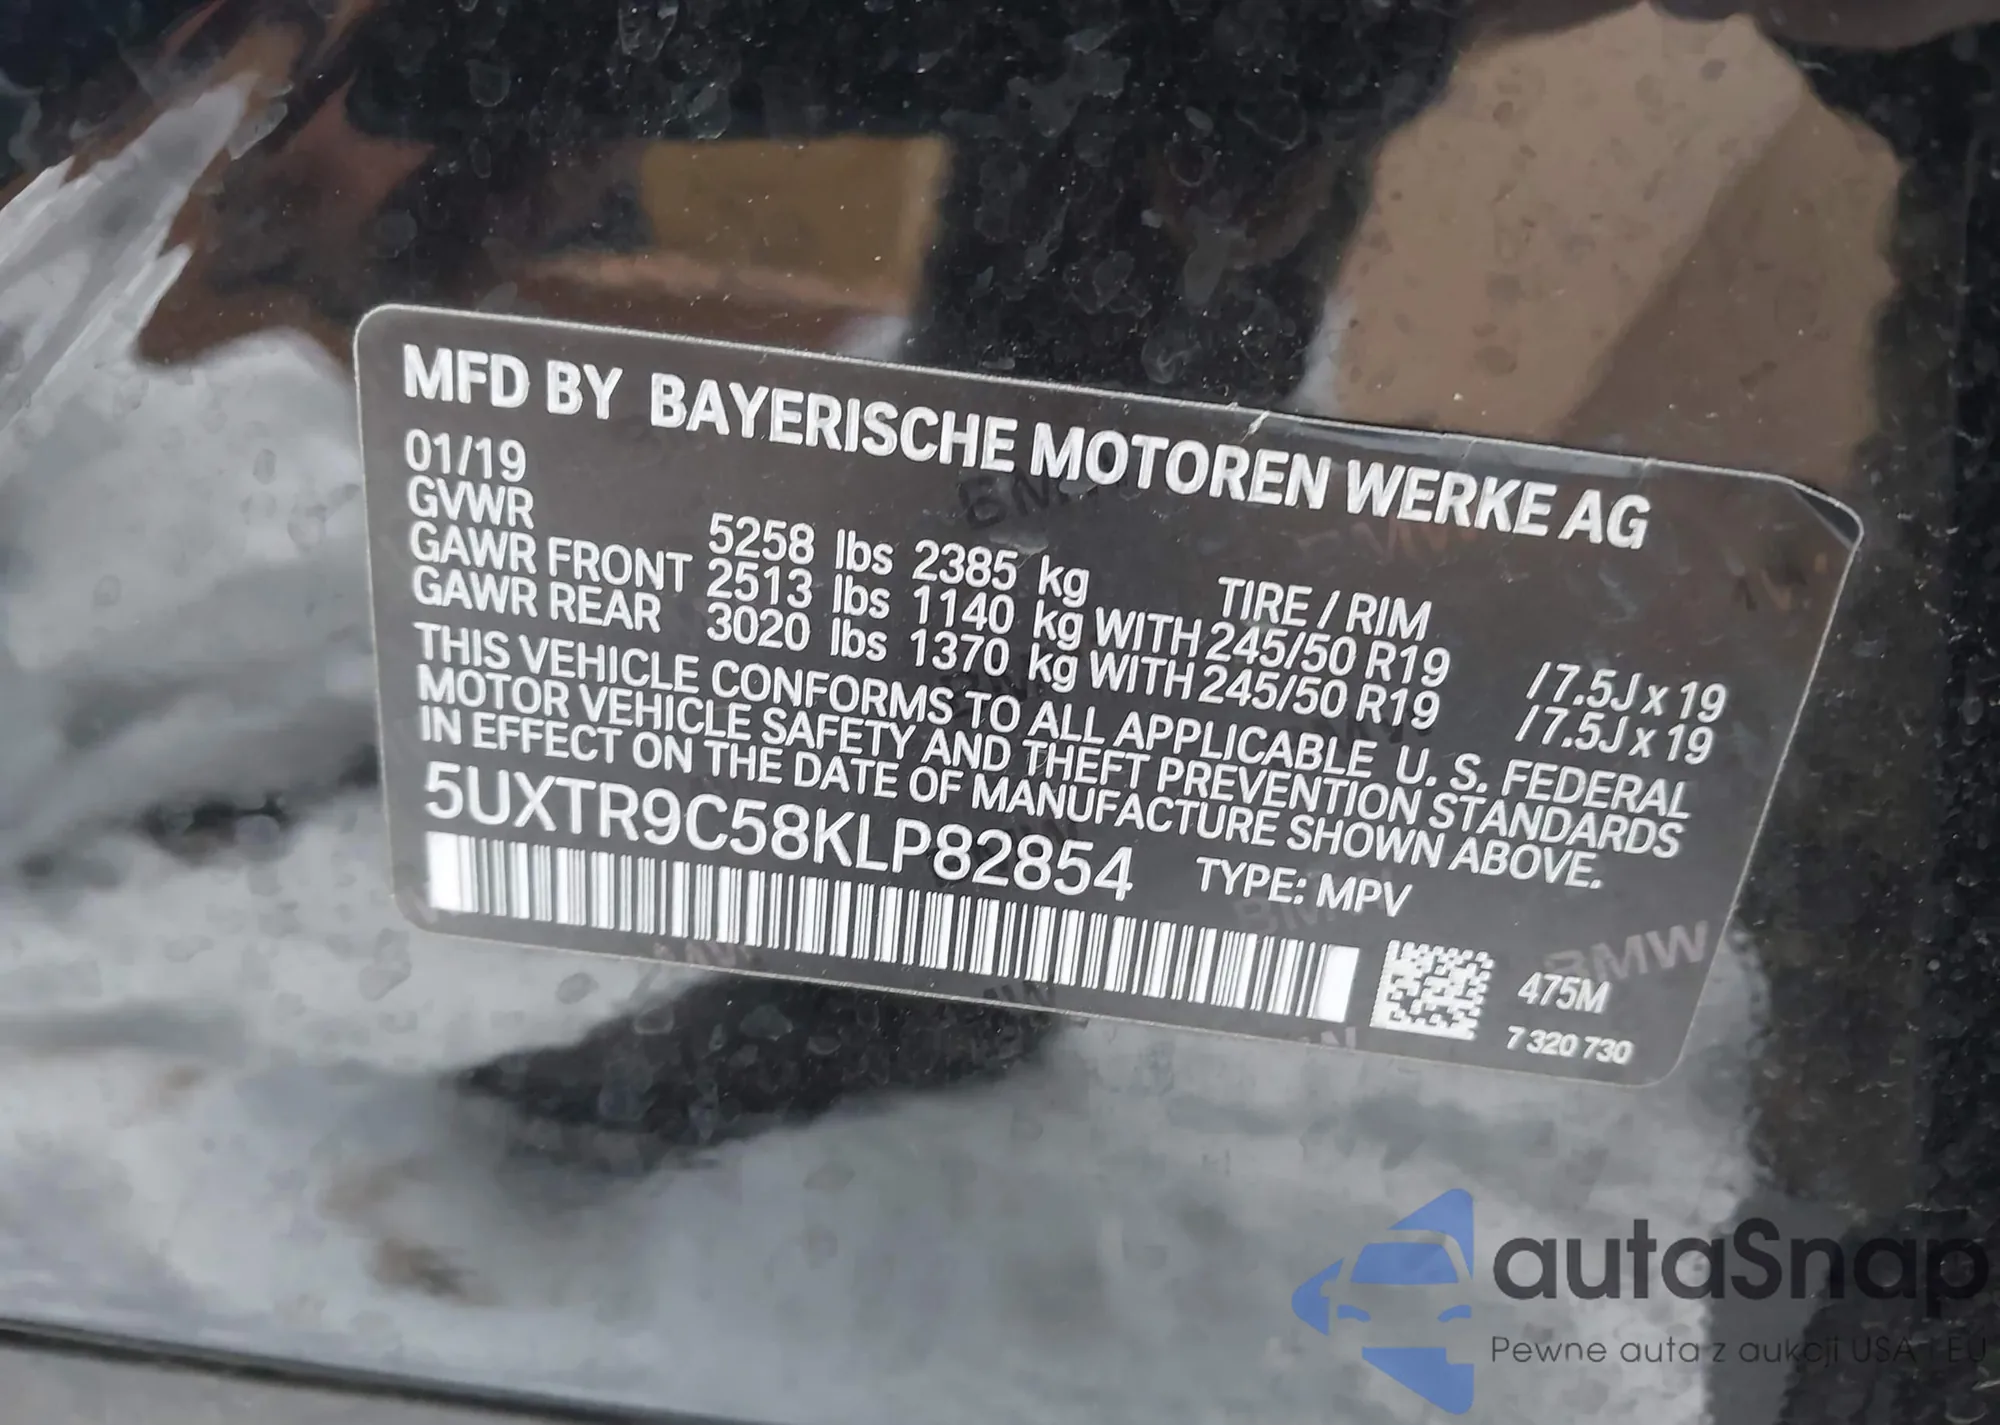 MFD BY BAYERISCHE MOTOREN WERKE AG
01/19
GVWR 5258 lbs 2385 kg TIRE / RIM
GAWR FRONT 2513 lbs 1140 kg WITH 245/50 R19 / 7.5J x 19
GAWR REAR 3020 lbs 1370 kg WITH 245/50 R19 / 7.5J x 19
THIS VEHICLE CONFORMS TO ALL APPLICABLE U. S. FEDERAL
MOTOR VEHICLE SAFETY AND THEFT PREVENTION STANDARDS
IN EFFECT ON THE DATE OF MANUFACTURE SHOWN ABOVE.
5UXTR9C58KLP82854 TYPE: MPV
BMW
475M
7 320 730
autaSnap
Pewne auta z aukcji USA i EU